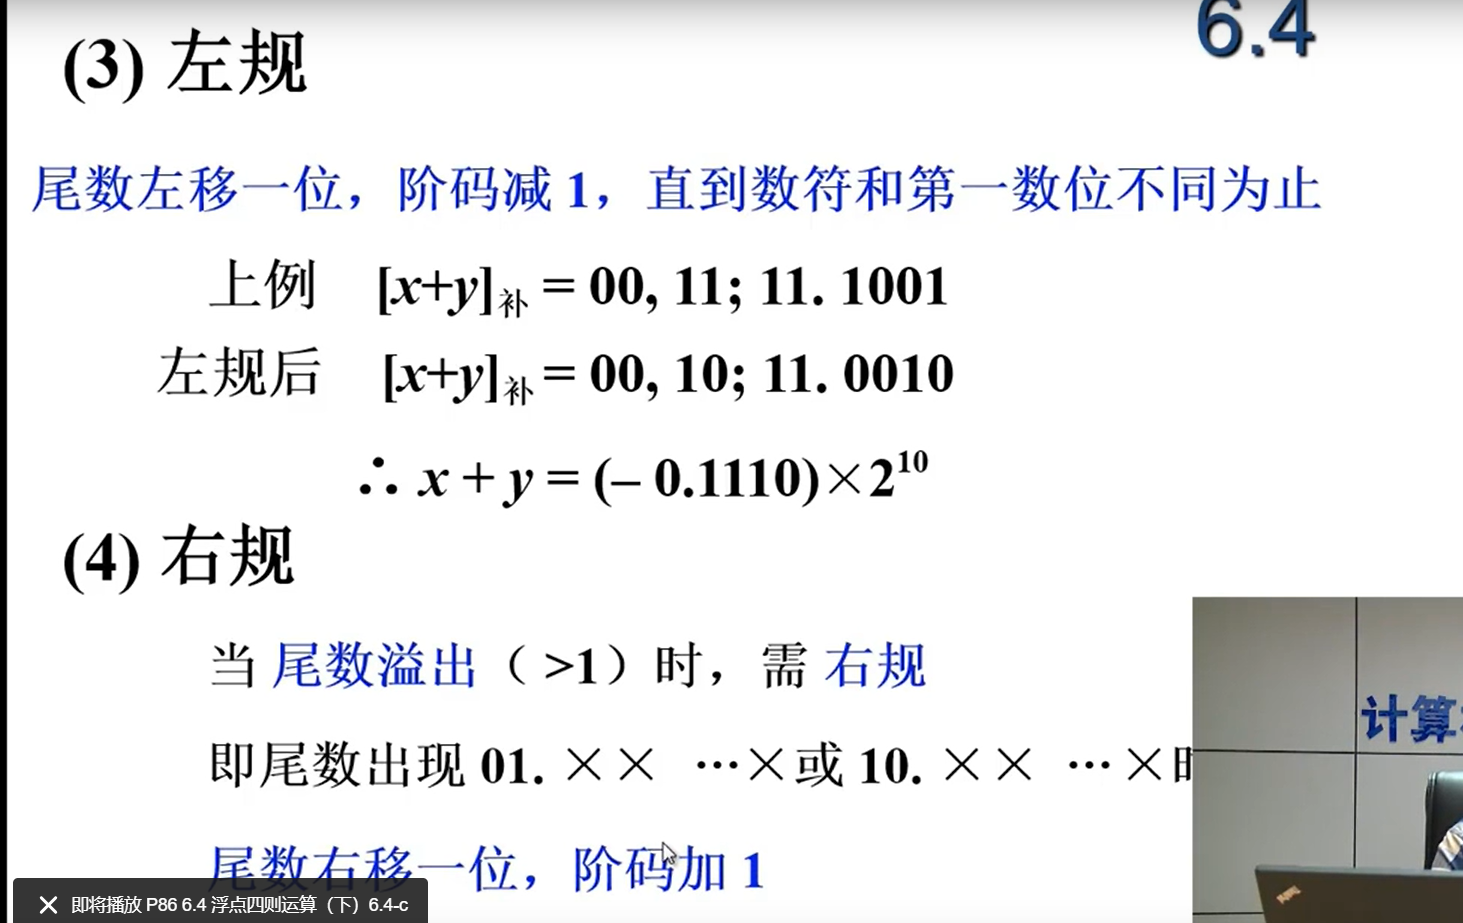 6.4
(3) 左规
尾数左移一位，阶码减 1，直到数符和第一数位不同为止
上例 [x+y]补 = 00, 11; 11. 1001
左规后 [x+y]补 = 00, 10; 11. 0010
∴ x + y = (– 0.1110)×2^10
(4) 右规
当 尾数溢出（ >1）时，需 右规
即尾数出现 01. ×× …×或 10. ×× …×
尾数右移一位，阶码加 1
计算
即将播放 P86 6.4 浮点四则运算（下）6.4-c